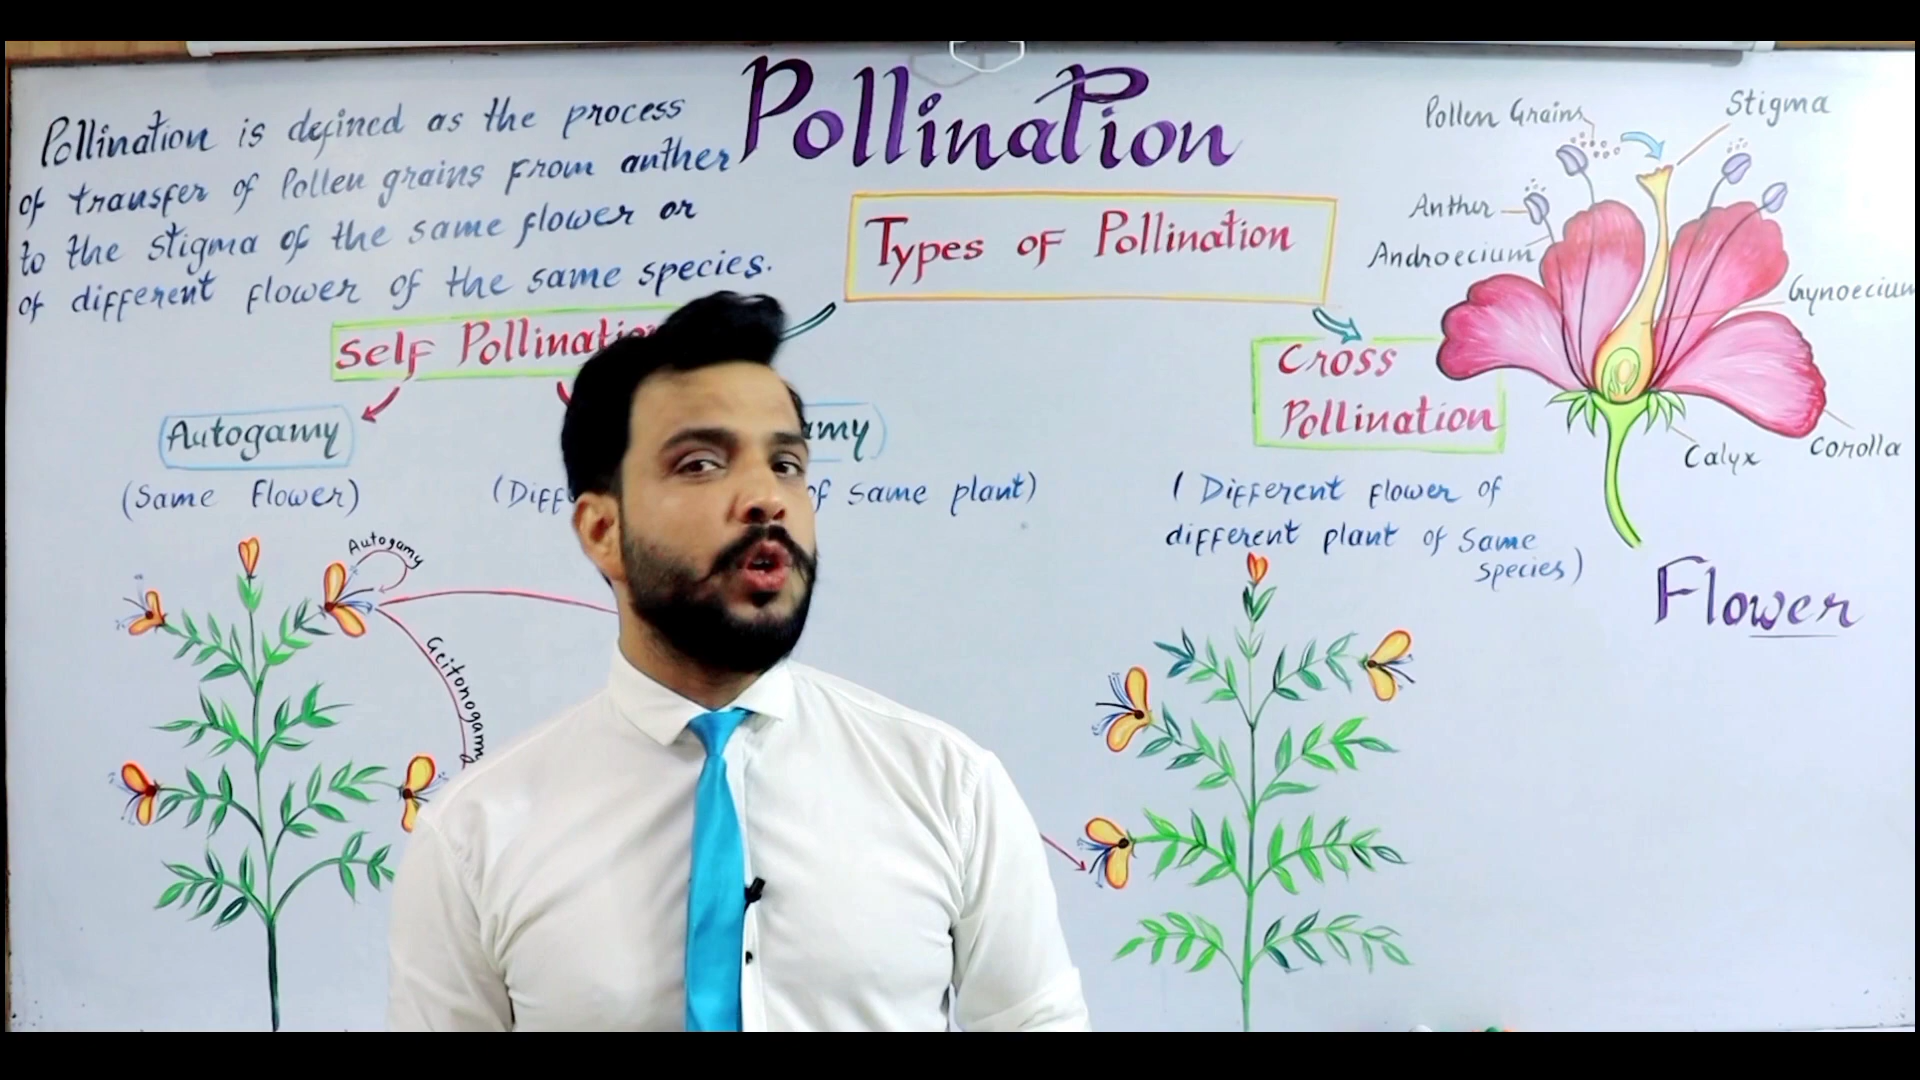 Pollination
Pollination is defined as the process
of transfer of Pollen grains from anther
to the stigma of the same flower or
of different flower of the same species.
Types of Pollination
Self
Cross
Pollination
Autogamy
(Same Flower)
of same plant)
( Different flower of
different plant of Same
species)
Autogamy
Geitonogamy
Pollen Grains
Stigma
Anther
Androecium
Gynoecium
Calyx
Corolla
Flower